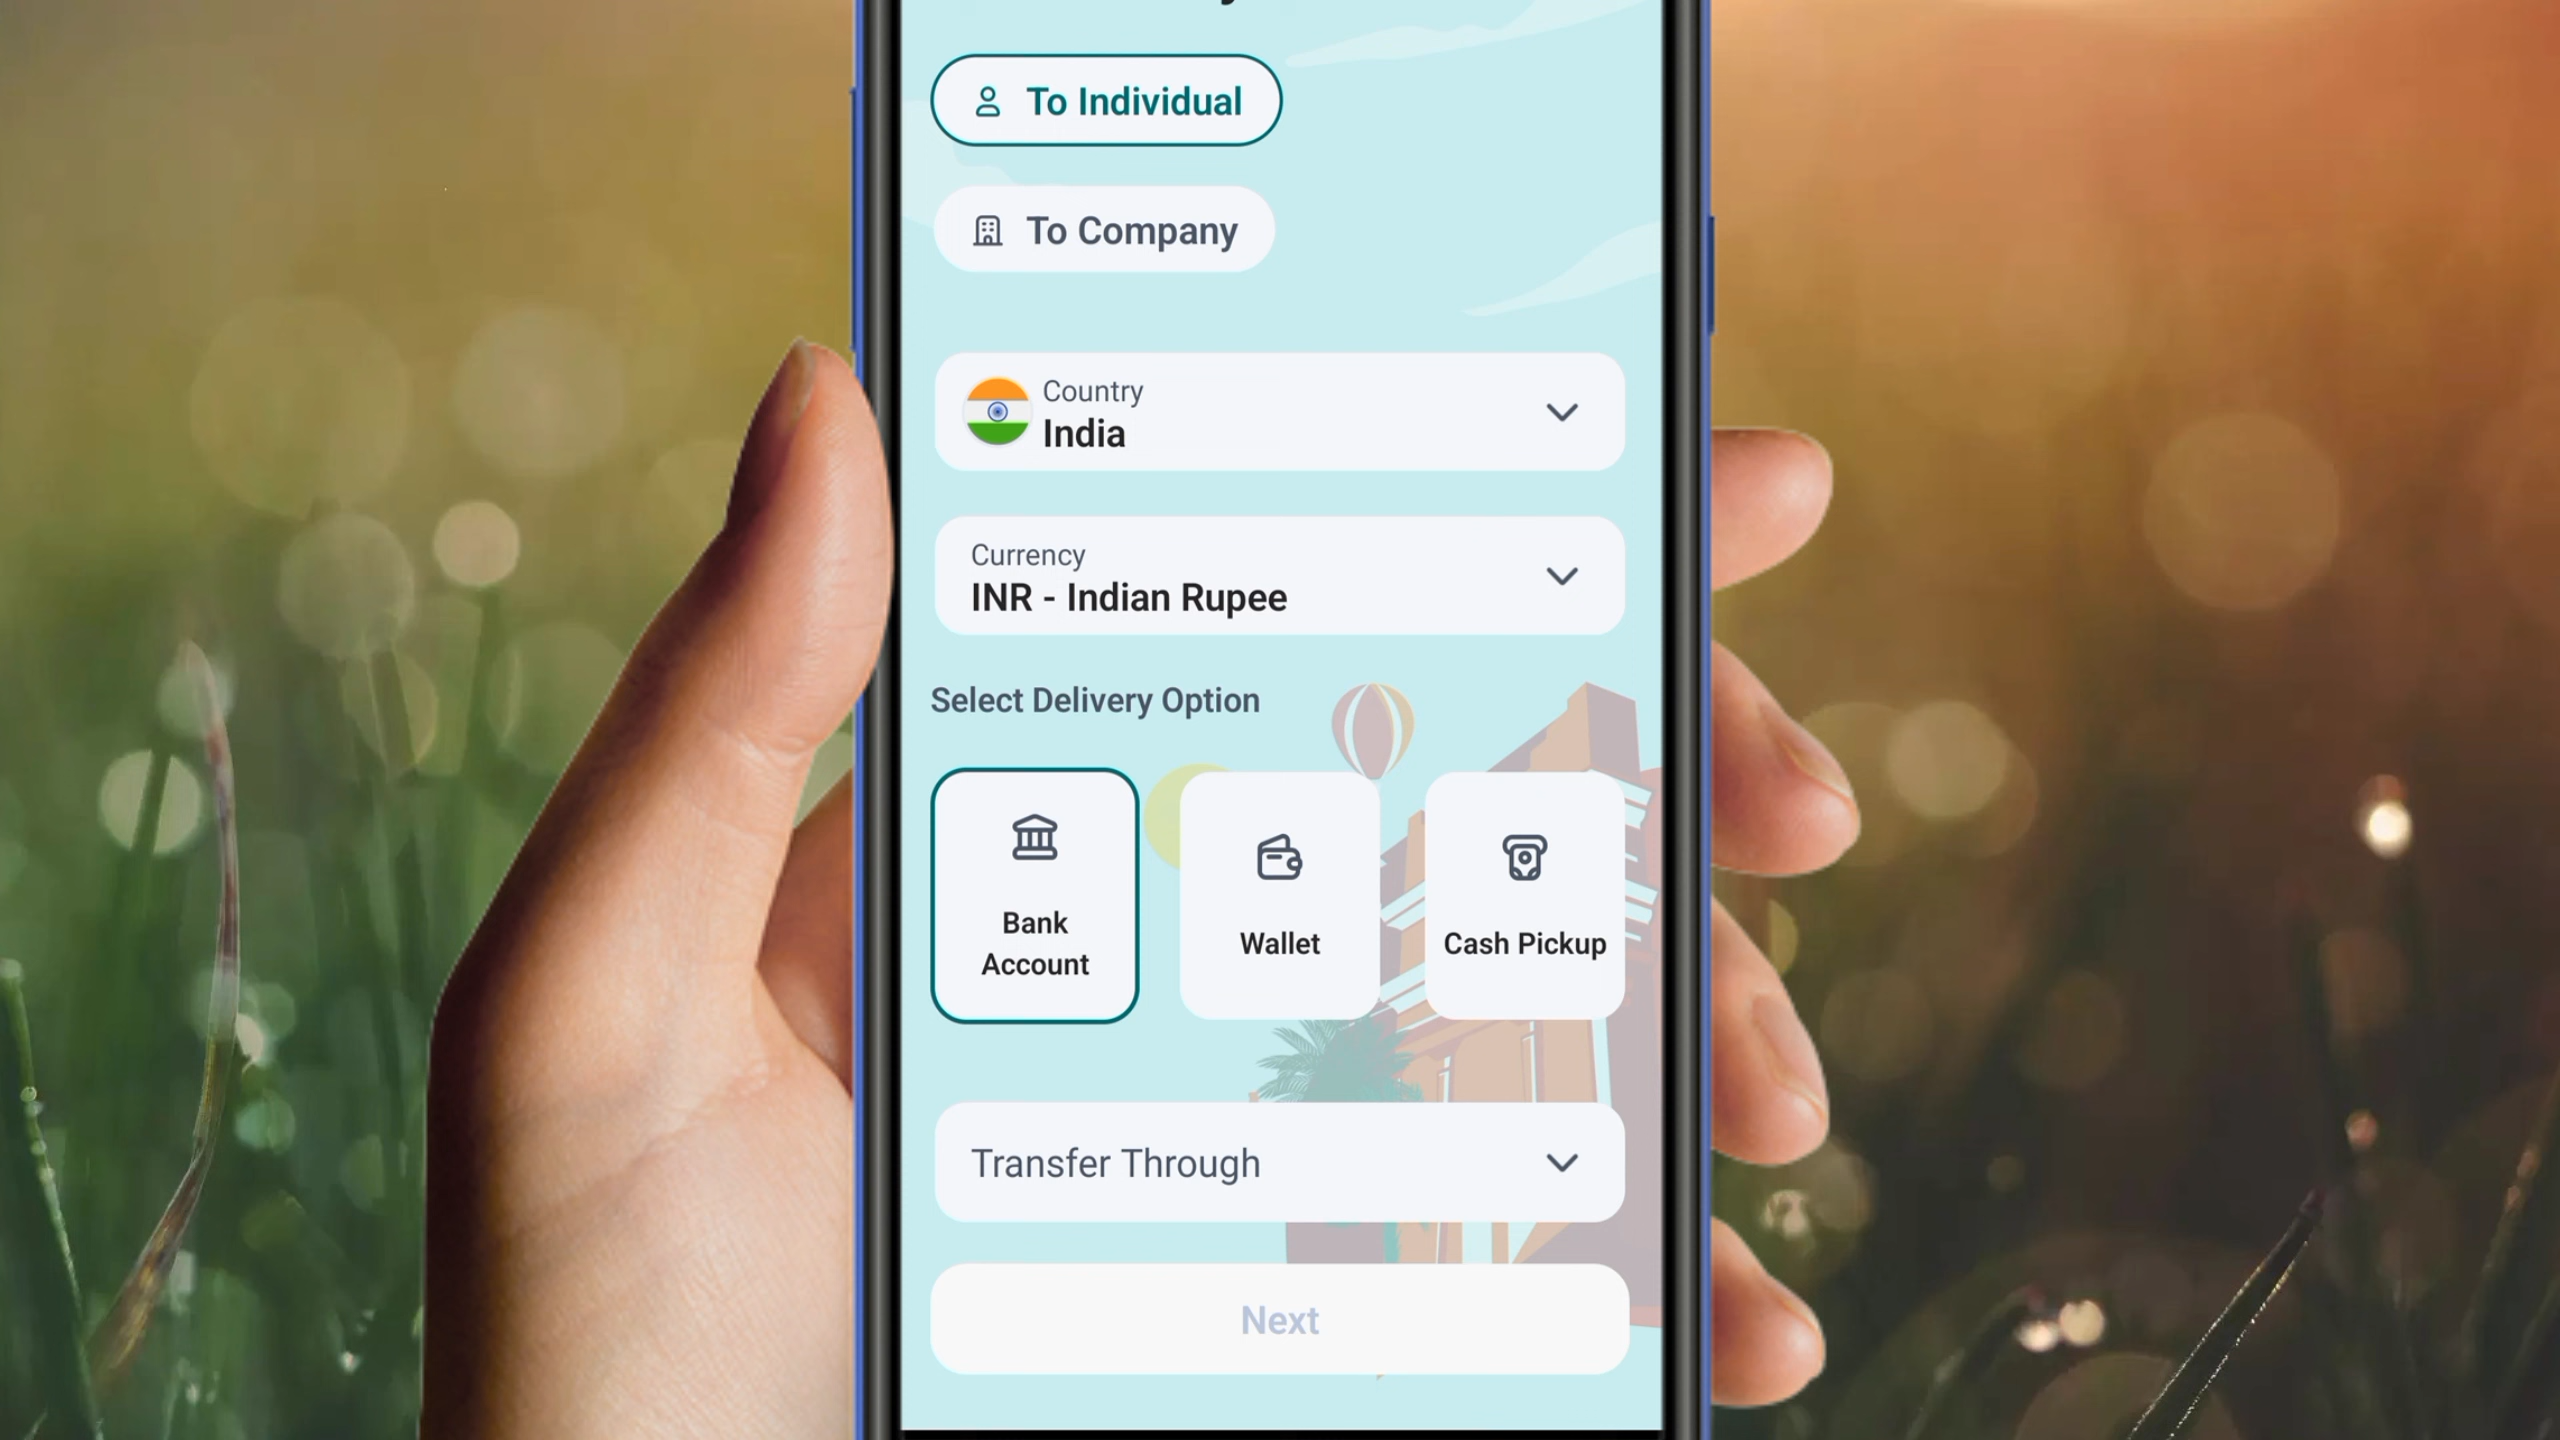 To Individual
To Company
Country
India
Currency
INR - Indian Rupee
Select Delivery Option
Bank
Account
Wallet
Cash Pickup
Transfer Through
Next